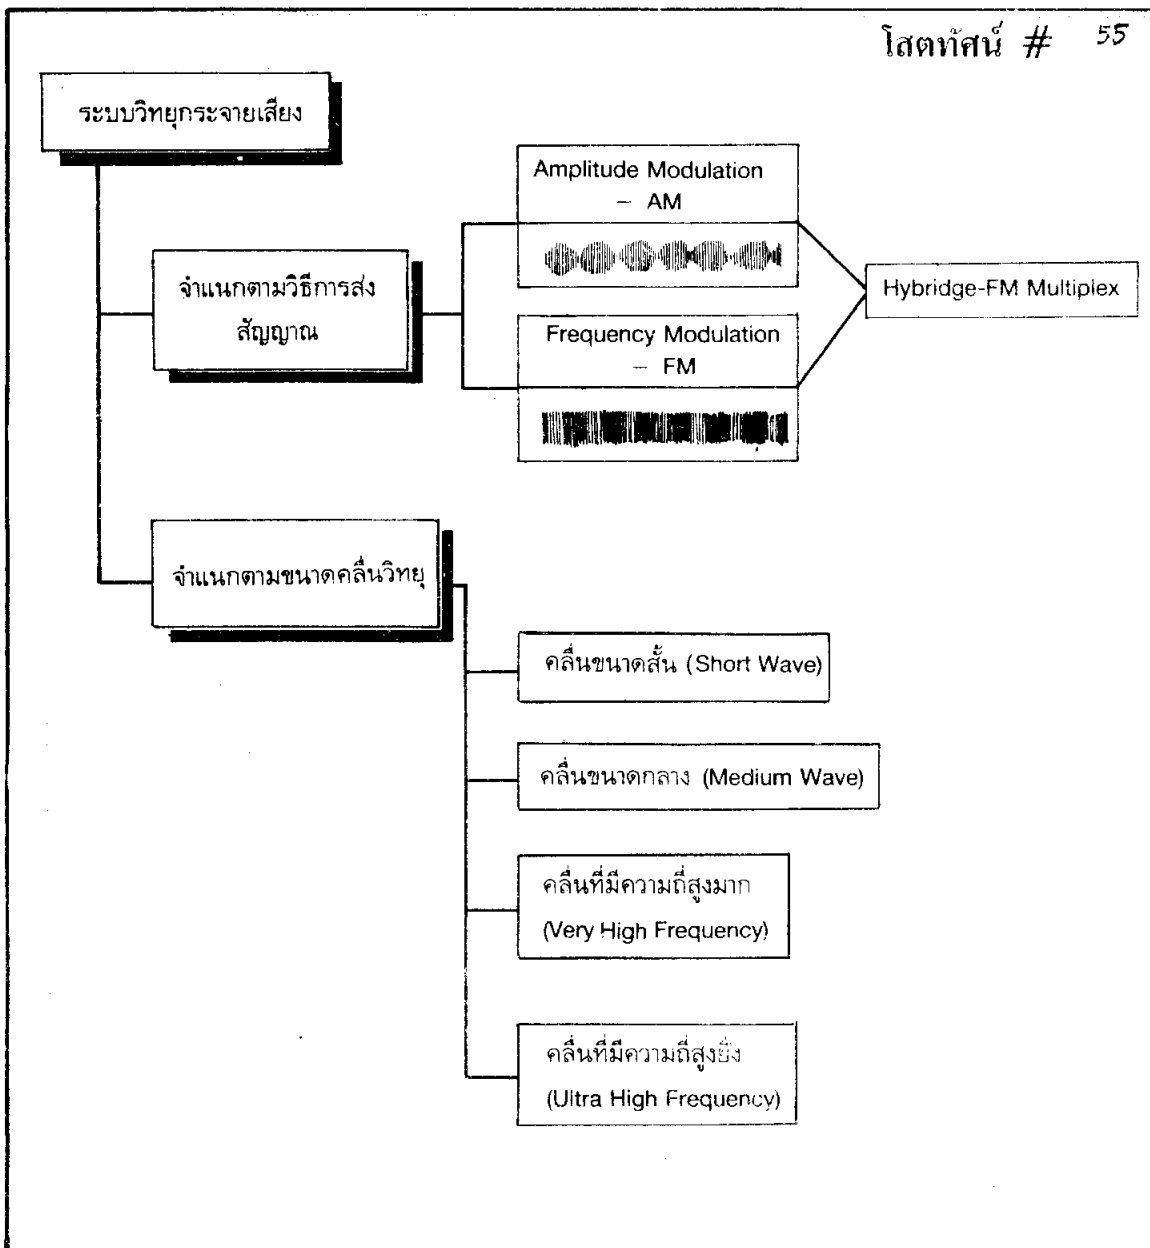 โสตทัศน์ # 55
ระบบวิทยุกระจายเสียง
จำแนกตามวิธีการส่ง
สัญญาณ
Amplitude Modulation
– AM
Frequency Modulation
– FM
Hybridge-FM Multiplex
จำแนกตามขนาดคลื่นวิทยุ
คลื่นขนาดสั้น (Short Wave)
คลื่นขนาดกลาง (Medium Wave)
คลื่นที่มีความถี่สูงมาก
(Very High Frequency)
คลื่นที่มีความถี่สูงยิ่ง
(Ultra High Frequency)